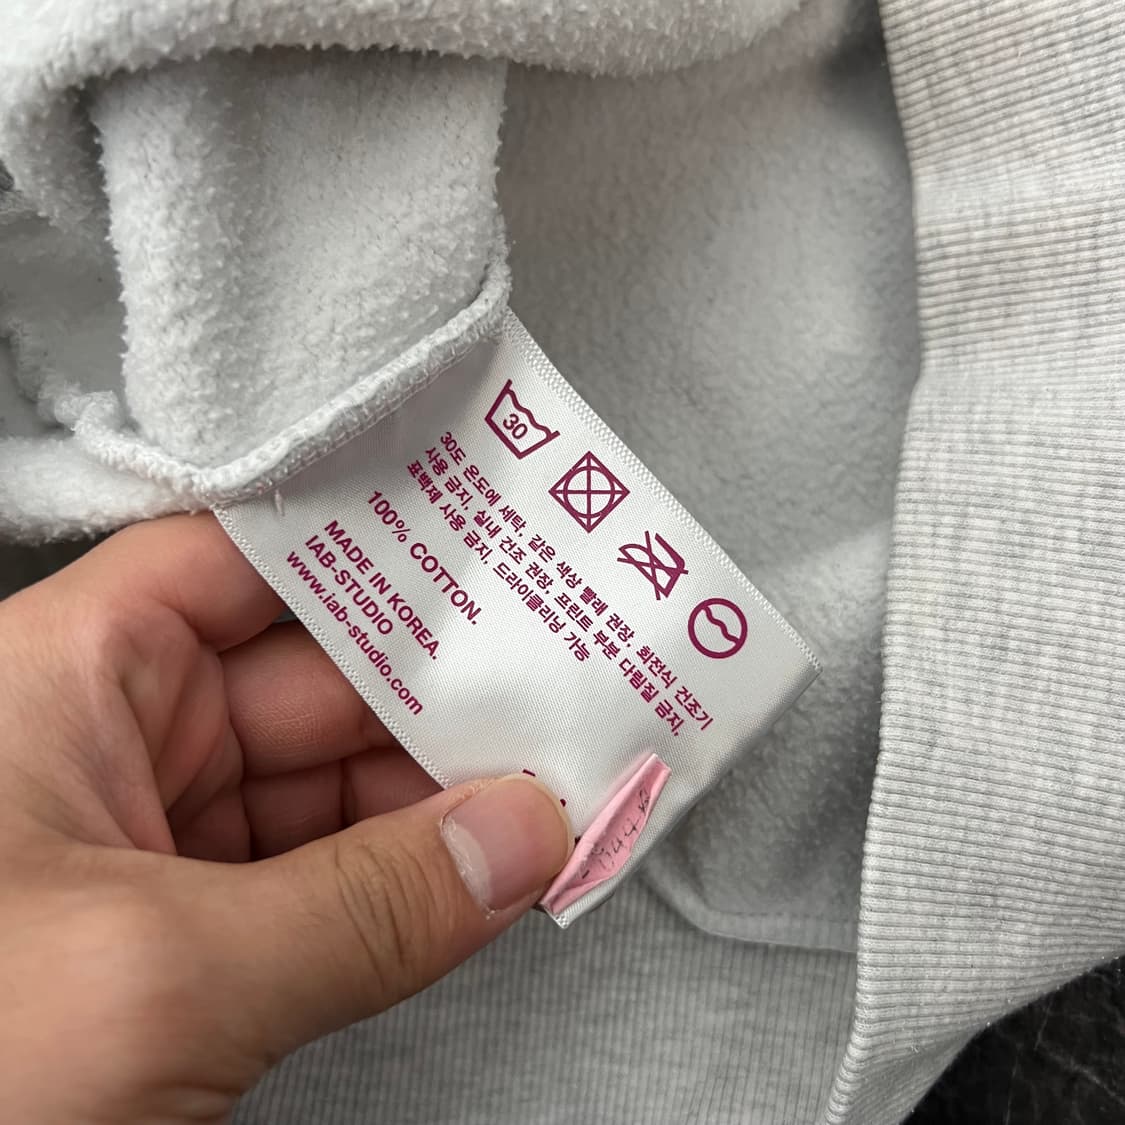 30
30도 온도에 세탁, 같은 색상 빨래 권장, 회전식 건조기
사용 금지, 실내 건조 권장, 프린트 부분 다림질 금지,
표백제 사용 금지, 드라이클리닝 가능
100% COTTON.
MADE IN KOREA.
IAB-STUDIO
www.iab-studio.com